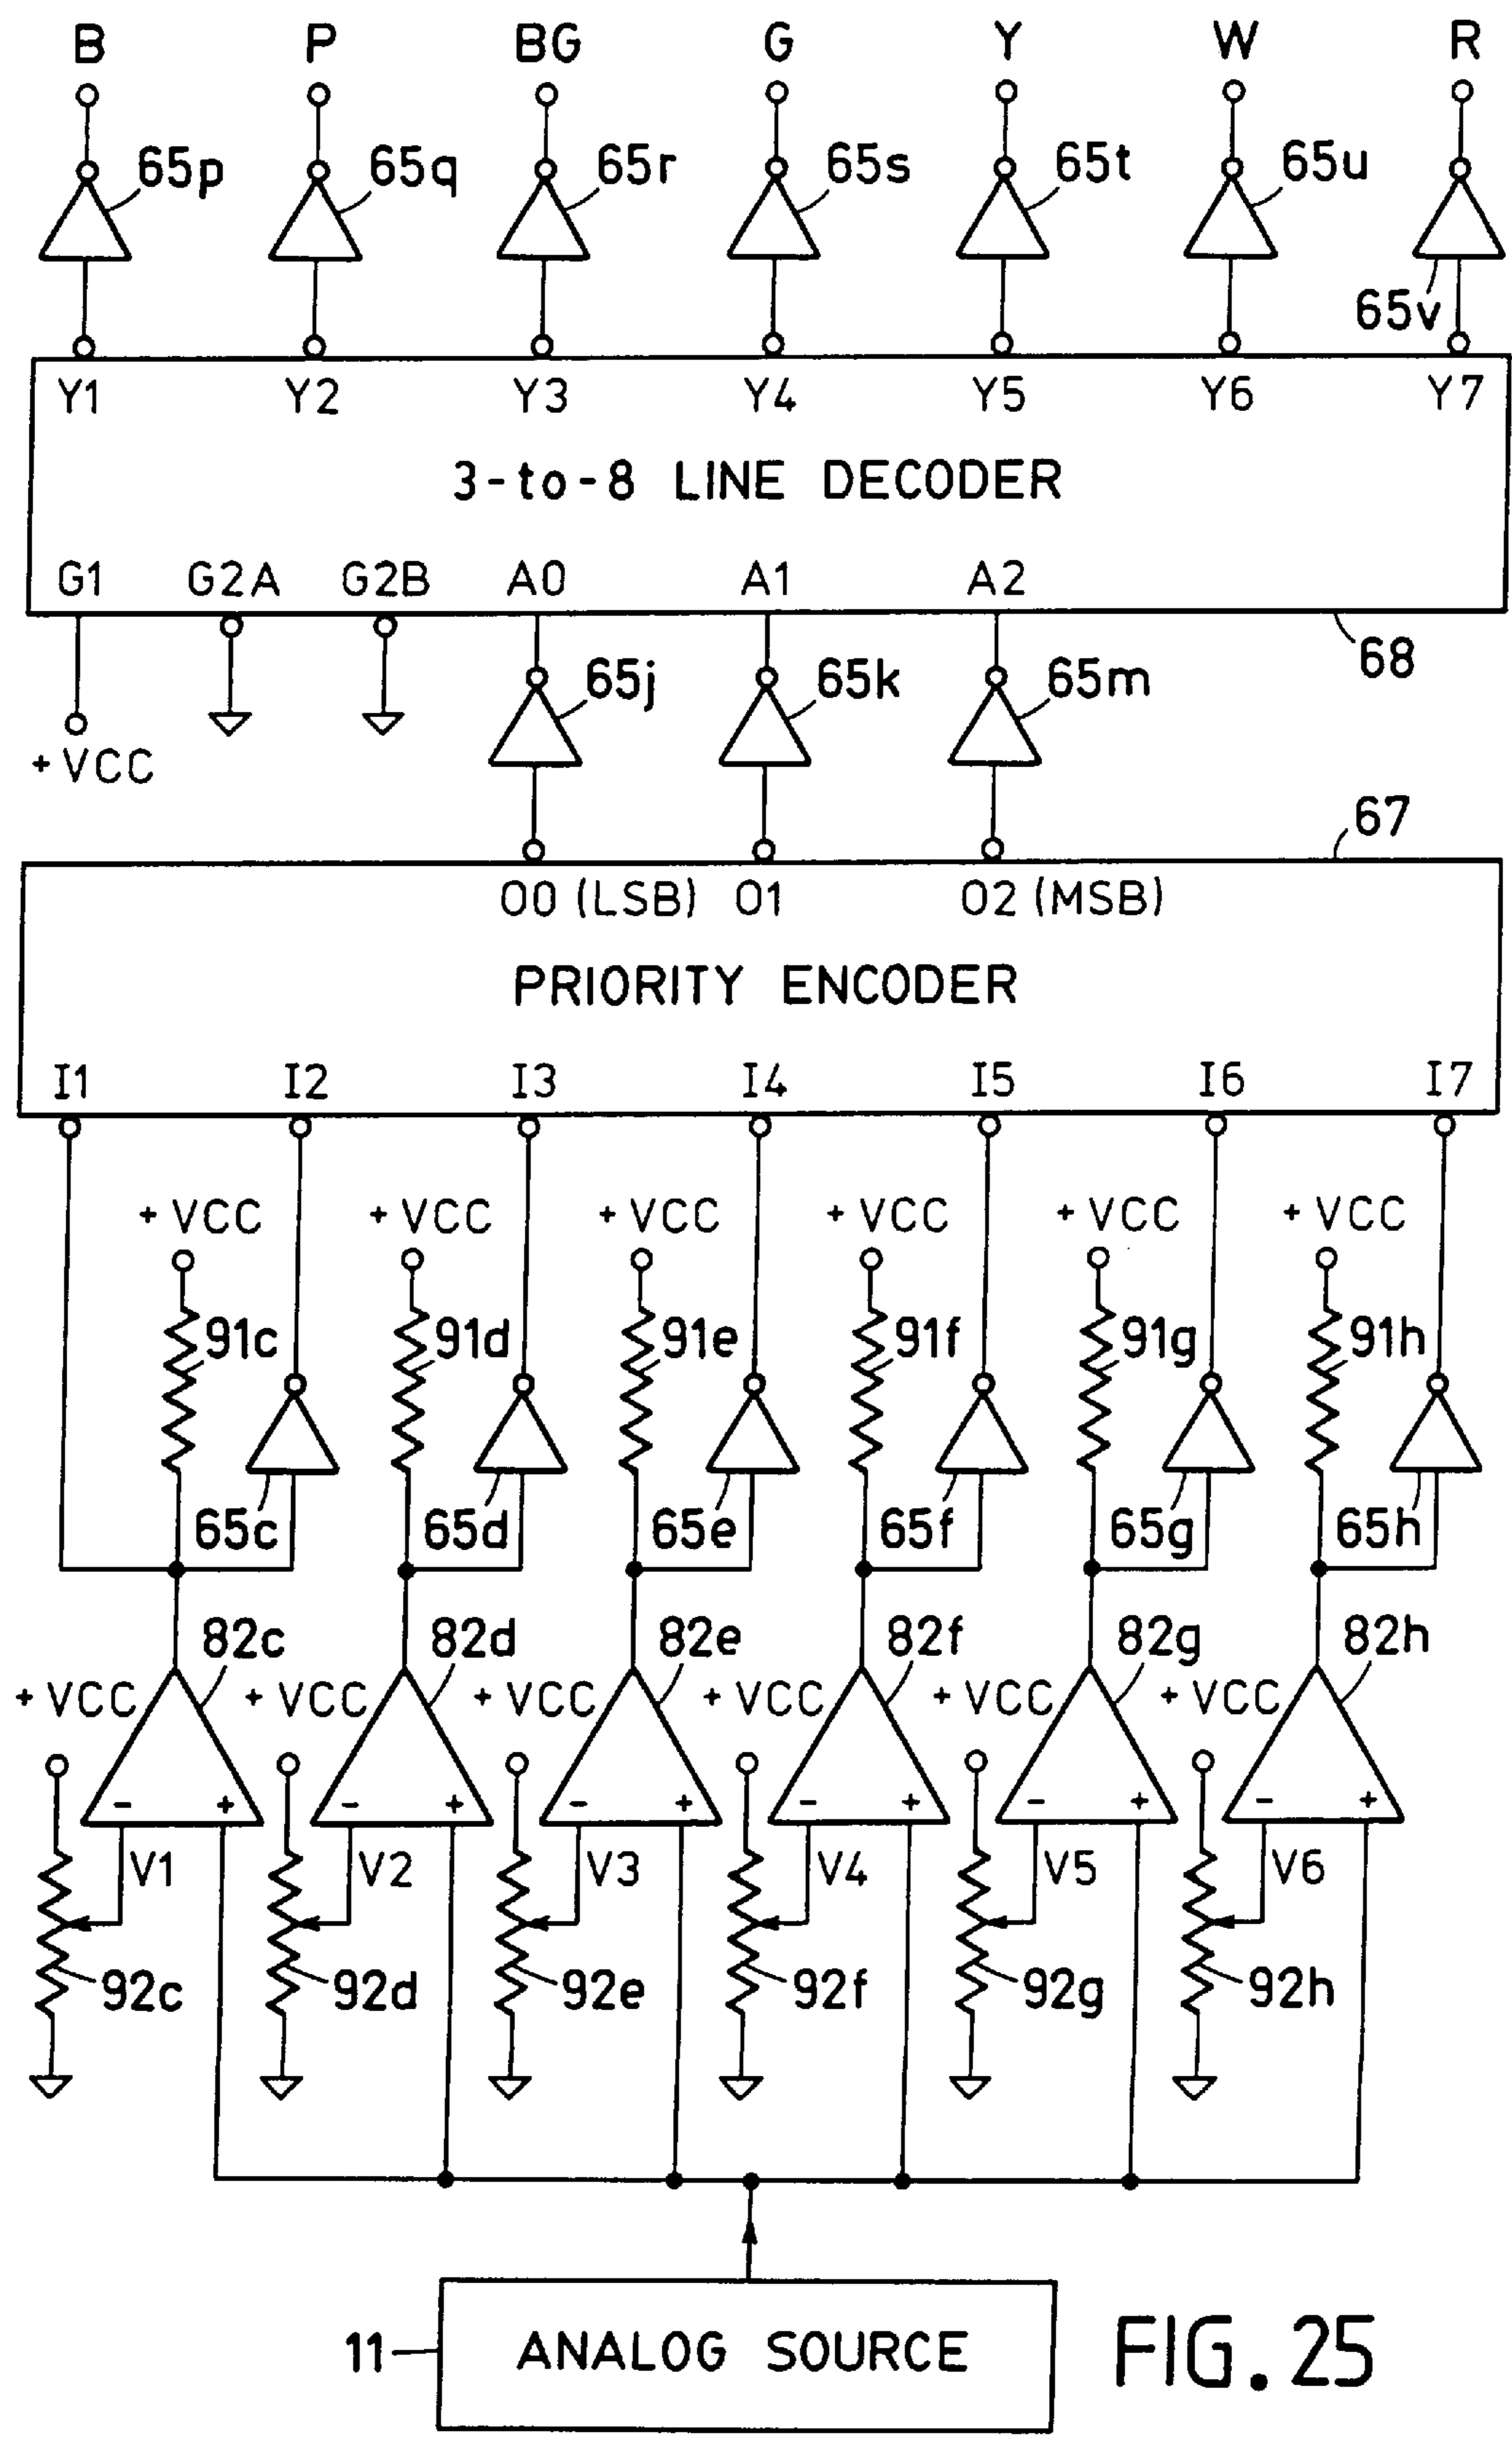 B P BG G Y W R
65p 65q 65r 65s 65t 65u
65v
Y1 Y2 Y3 Y4 Y5 Y6 Y7
3-to-8 LINE DECODER
G1 G2A G2B A0 A1 A2
65j 65k 65m 68
+VCC
67
O0 (LSB) O1 O2 (MSB)
PRIORITY ENCODER
I1 I2 I3 I4 I5 I6 I7
+VCC +VCC +VCC +VCC +VCC +VCC
91c 91d 91e 91f 91g 91h
65c 65d 65e 65f 65g 65h
82c 82d 82e 82f 82g 82h
+VCC +VCC +VCC +VCC +VCC +VCC
- + - + - + - + - + - +
V1 V2 V3 V4 V5 V6
92c 92d 92e 92f 92g 92h
11 ANALOG SOURCE FIG. 25